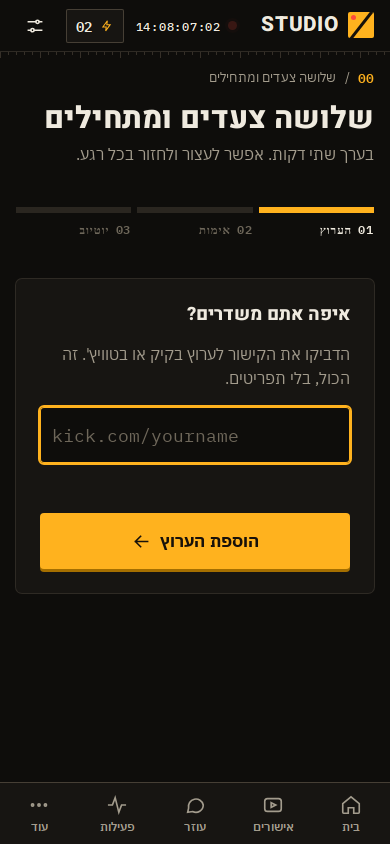 STUDIO
14:08:07:02
02
00 / שלושה צעדים ומתחילים
שלושה צעדים ומתחילים
בערך שתי דקות. אפשר לעצור ולחזור בכל רגע.
01 הערוץ
02 אימות
03 יוטיוב
איפה אתם משדרים?
הדביקו את הקישור לערוץ בקיק או בטוויץ'. זה
הכול, בלי תפריטים.
kick.com/yourname
הוספת הערוץ ←
בית
אישורים
עוזר
פעילות
עוד